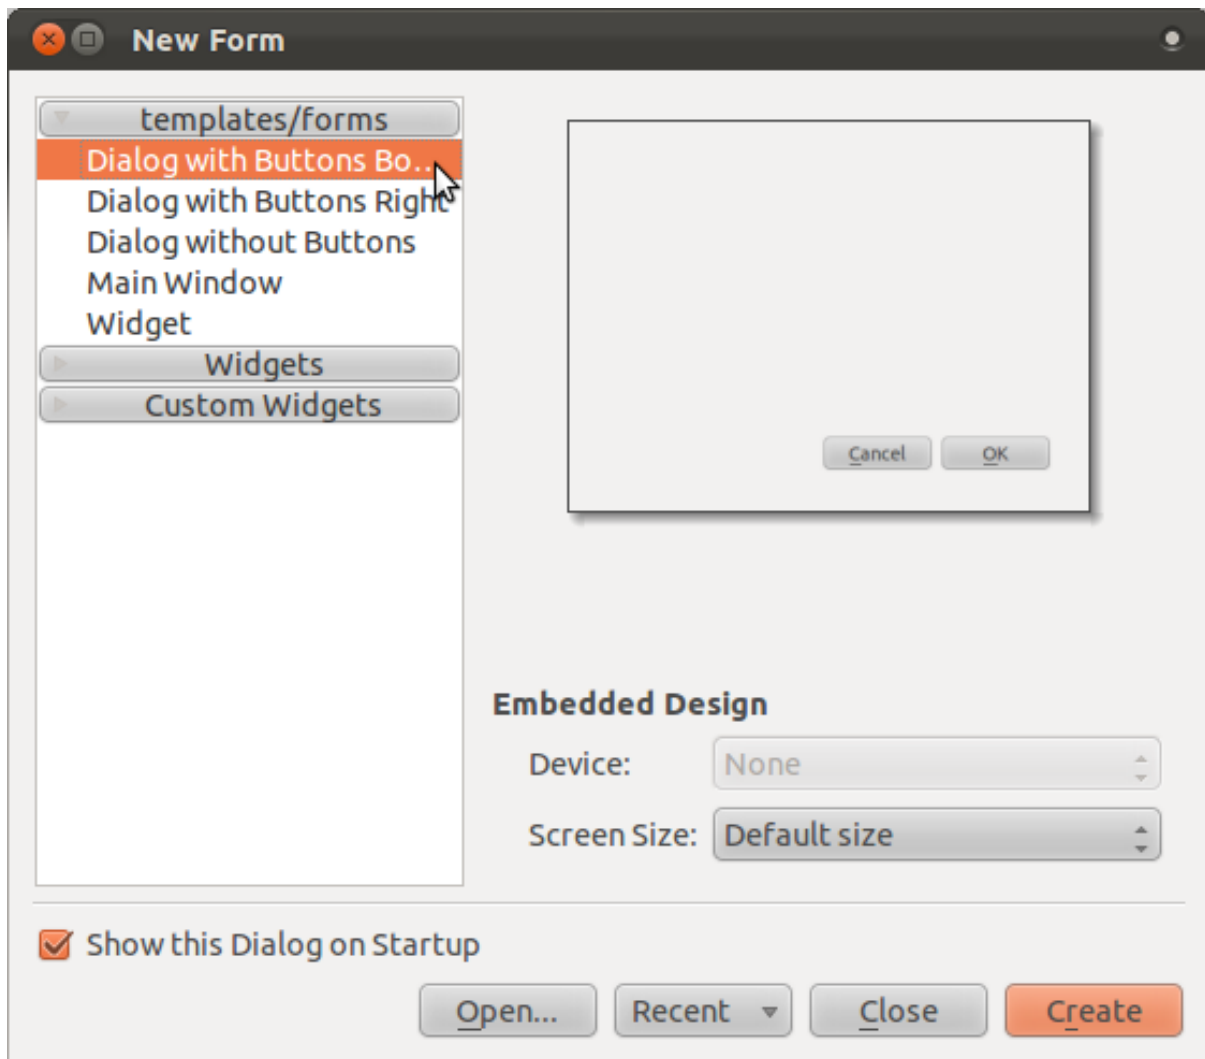 New Form
templates/forms
Dialog with Buttons Bo...
Dialog with Buttons Right
Dialog without Buttons
Main Window
Widget
Widgets
Custom Widgets
Cancel
OK
Embedded Design
Device: None
Screen Size: Default size
Show this Dialog on Startup
Open... Recent Close Create